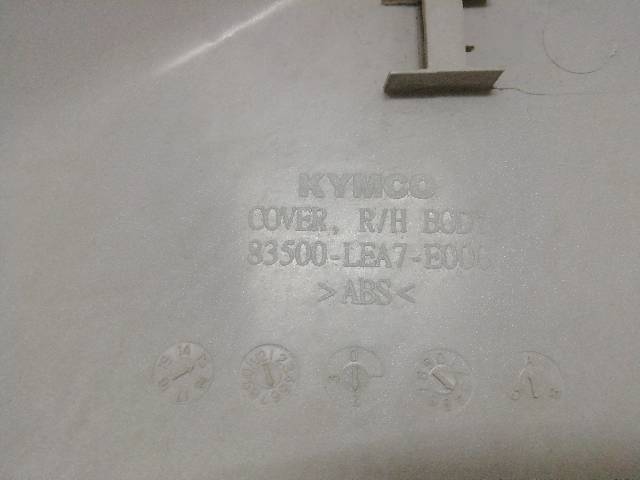 KYMCO
COVER, R/H BODY
83500-LEA7-E000
>ABS<